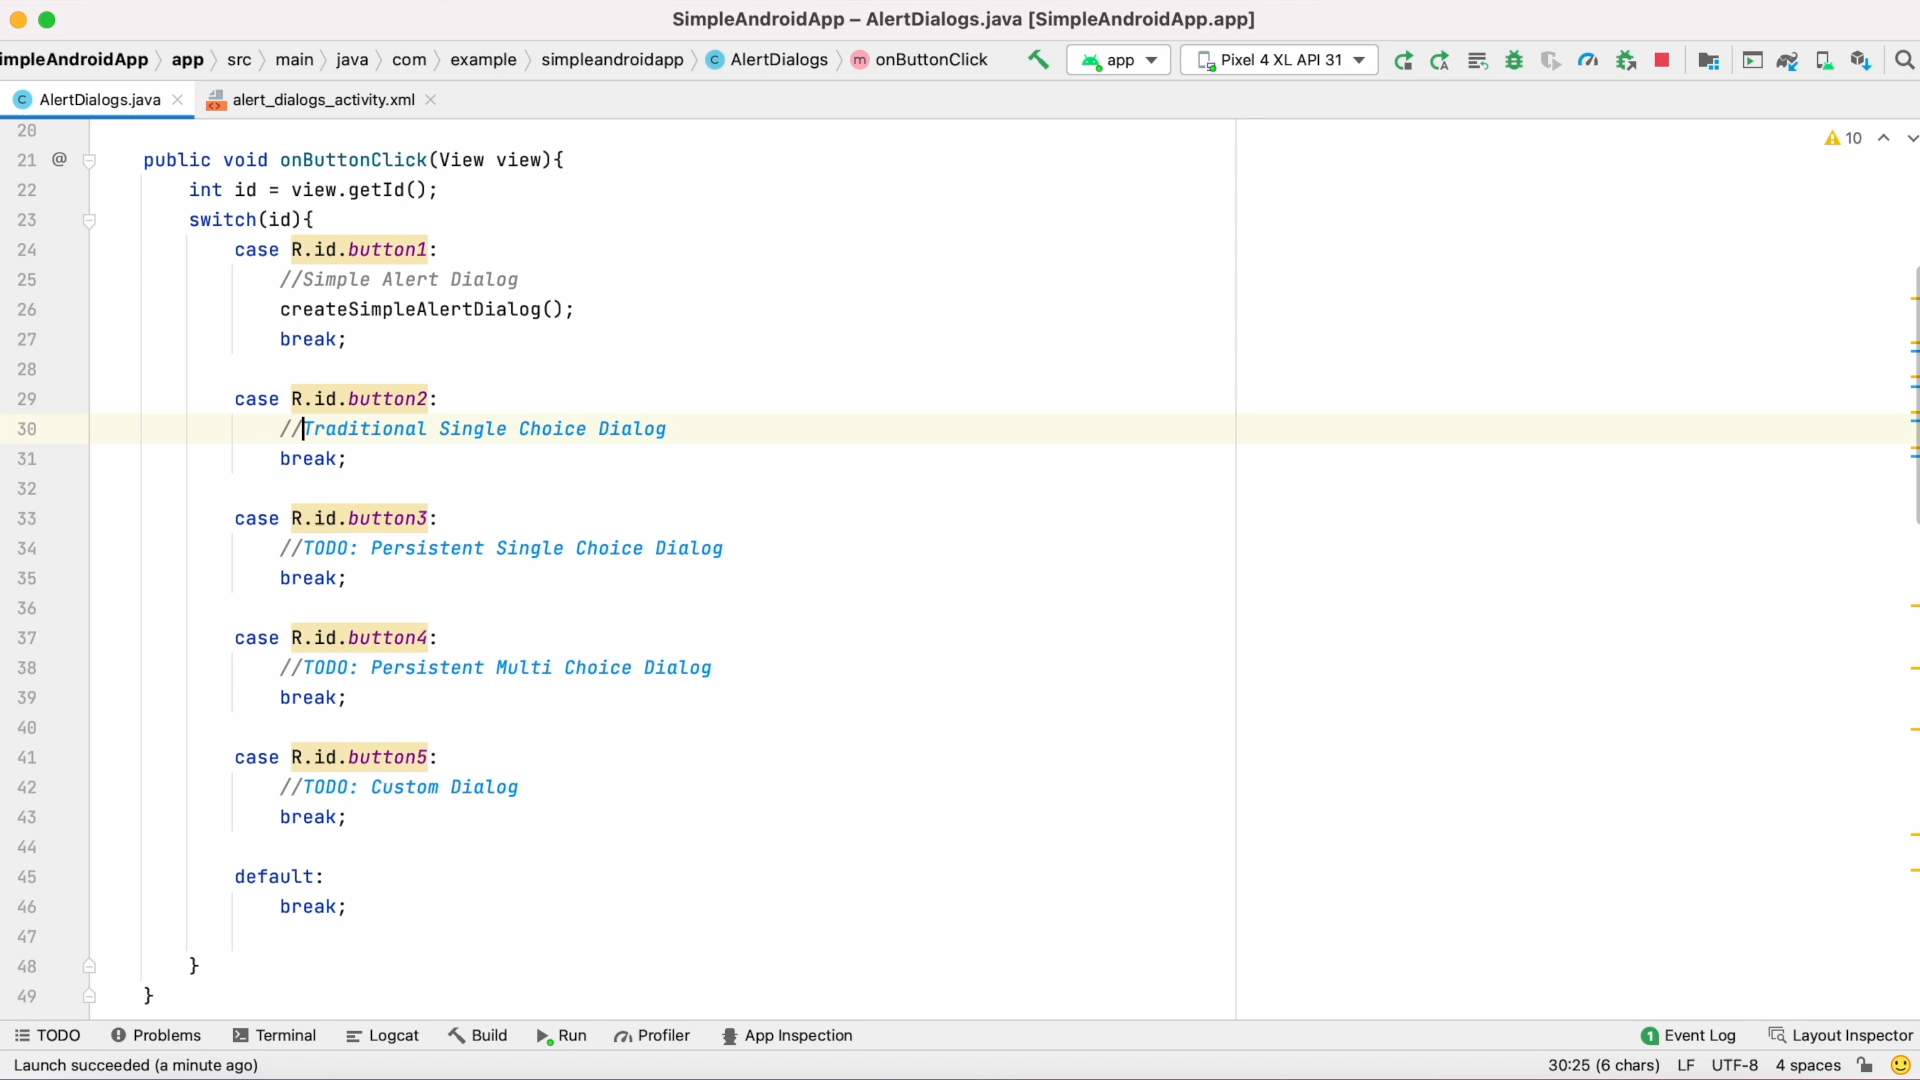 SimpleAndroidApp – AlertDialogs.java [SimpleAndroidApp.app]
impleAndroidApp app src main java com example simpleandroidapp C AlertDialogs m onButtonClick app Pixel 4 XL API 31
C AlertDialogs.java alert_dialogs_activity.xml
10
20
21 @ public void onButtonClick(View view){
22 int id = view.getId();
23 switch(id){
24 case R.id.button1:
25 //Simple Alert Dialog
26 createSimpleAlertDialog();
27 break;
28
29 case R.id.button2:
30 //Traditional Single Choice Dialog
31 break;
32
33 case R.id.button3:
34 //TODO: Persistent Single Choice Dialog
35 break;
36
37 case R.id.button4:
38 //TODO: Persistent Multi Choice Dialog
39 break;
40
41 case R.id.button5:
42 //TODO: Custom Dialog
43 break;
44
45 default:
46 break;
47
48 }
49 }
TODO Problems Terminal Logcat Build Run Profiler App Inspection 1 Event Log Layout Inspector
Launch succeeded (a minute ago) 30:25 (6 chars) LF UTF-8 4 spaces